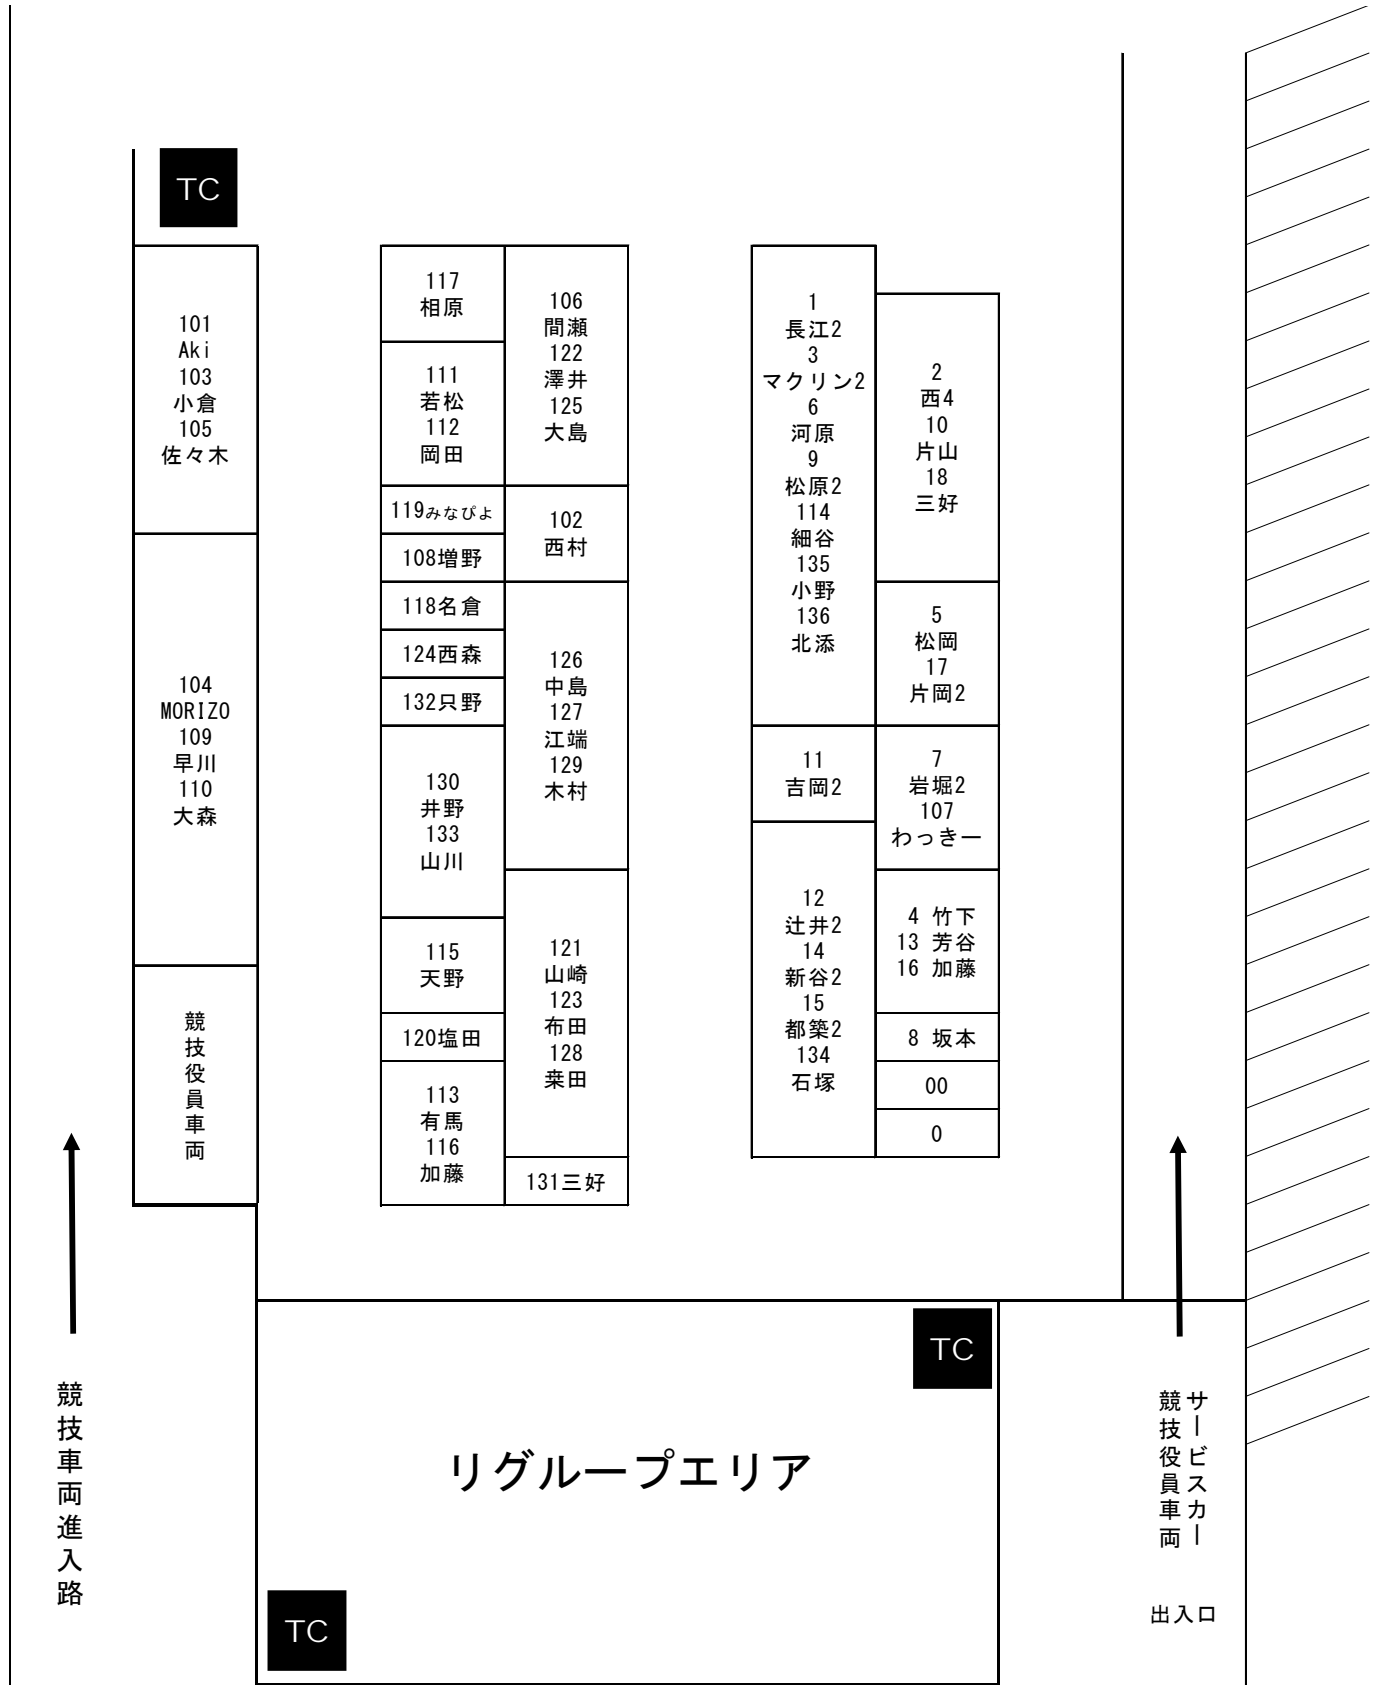 TC
101
Aki
103
小倉
105
佐々木
104
MORIZO
109
早川
110
大森
競技役員車両
117
相原
111
若松
112
岡田
119みなぴよ
108増野
118名倉
124西森
132只野
130
井野
133
山川
115
天野
120塩田
113
有馬
116
加藤
106
間瀬
122
澤井
125
大島
102
西村
126
中島
127
江端
129
木村
121
山崎
123
布田
128
桒田
131三好
1
長江2
3
マクリン2
6
河原
9
松原2
114
細谷
135
小野
136
北添
11
吉岡2
12
辻井2
14
新谷2
15
都築2
134
石塚
2
西4
10
片山
18
三好
5
松岡
17
片岡2
7
岩堀2
107
わっきー
4 竹下
13 芳谷
16 加藤
8 坂本
00
0
競技車両進入路
TC
リグループエリア
TC
サービスカー
競技役員車両
出入口